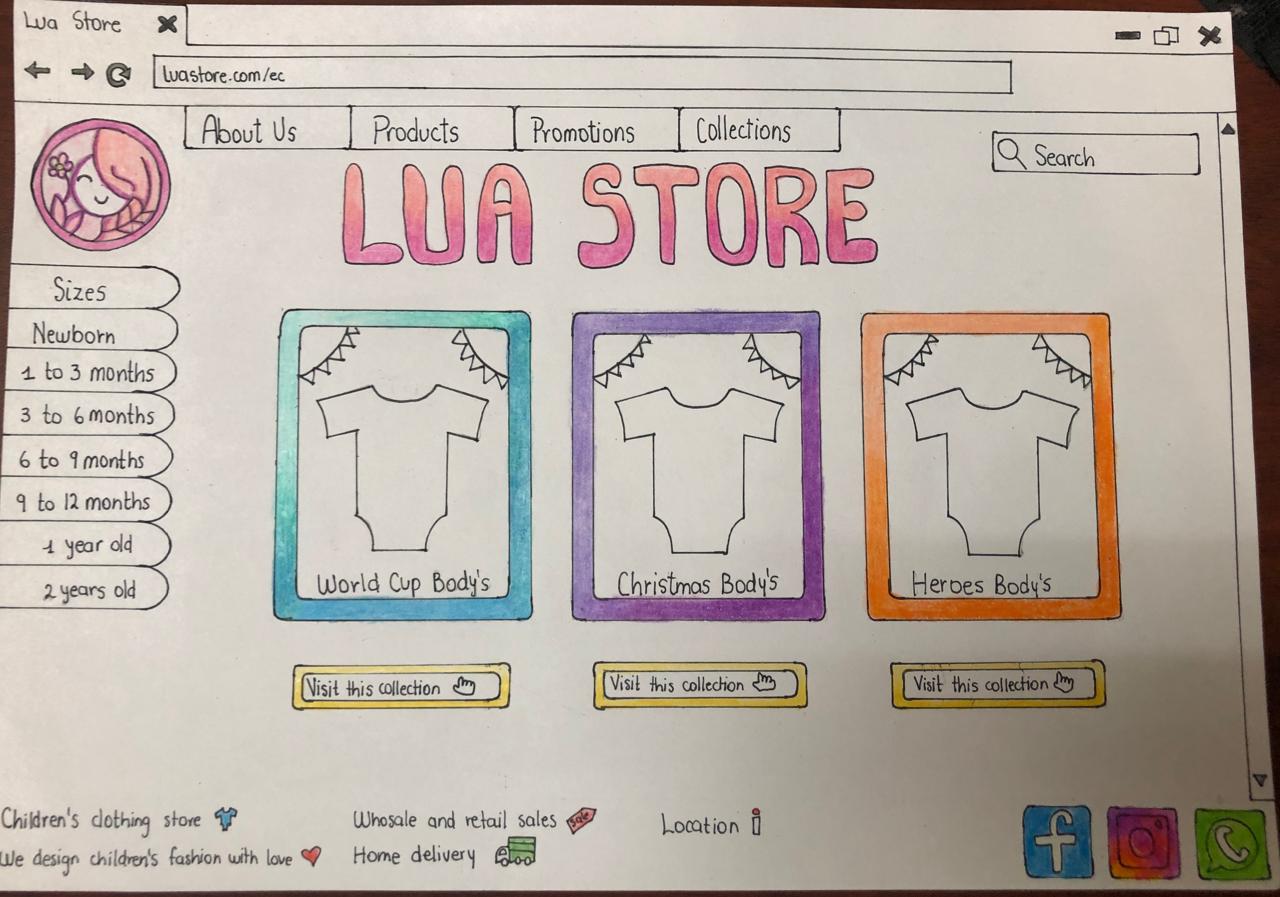 Lua Store
luastore.com/ec
About Us
Products
Promotions
Collections
Search
LUA STORE
Sizes
Newborn
1 to 3 months
3 to 6 months
6 to 9 months
9 to 12 months
1 year old
2 years old
World Cup Body's
Christmas Body's
Heroes Body's
Visit this collection
Visit this collection
Visit this collection
Children's clothing store
We design children's fashion with love
Whosale and retail sales sale
Home delivery
Location